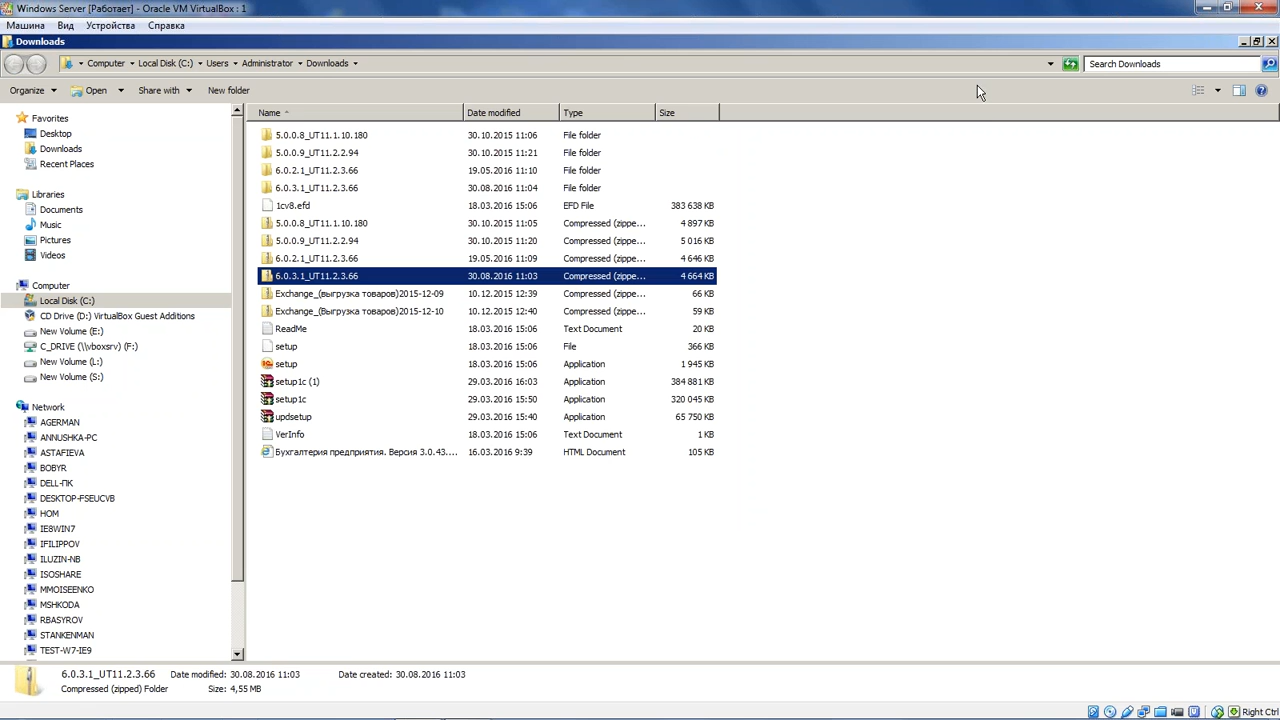 Windows Server [Работает] - Oracle VM VirtualBox : 1
Машина Вид Устройства Справка
Downloads
Computer Local Disk (C:) Users Administrator Downloads Search Downloads
Organize Open Share with New folder
Name Date modified Type Size
Favorites
Desktop
Downloads
Recent Places
Libraries
Documents
Music
Pictures
Videos
Computer
Local Disk (C:)
CD Drive (D:) VirtualBox Guest Additions
New Volume (E:)
C_DRIVE (\\vboxsrv) (F:)
New Volume (L:)
New Volume (S:)
Network
AGERMAN
ANNUSHKA-PC
ASTAFIEVA
BOBYR
DELL-ПК
DESKTOP-FSEUCVB
HOM
IE8WIN7
IFILIPPOV
ILUZIN-NB
ISOSHARE
MMOISEENKO
MSHKODA
RBASYROV
STANKENMAN
TEST-W7-IE9
5.0.0.8_UT11.1.10.180 30.10.2015 11:06 File folder
5.0.0.9_UT11.2.2.94 30.10.2015 11:21 File folder
6.0.2.1_UT11.2.3.66 19.05.2016 11:10 File folder
6.0.3.1_UT11.2.3.66 30.08.2016 11:04 File folder
1cv8.efd 18.03.2016 15:06 EFD File 383 638 KB
5.0.0.8_UT11.1.10.180 30.10.2015 11:05 Compressed (zippe... 4 897 KB
5.0.0.9_UT11.2.2.94 30.10.2015 11:20 Compressed (zippe... 5 016 KB
6.0.2.1_UT11.2.3.66 19.05.2016 11:09 Compressed (zippe... 4 646 KB
6.0.3.1_UT11.2.3.66 30.08.2016 11:03 Compressed (zippe... 4 664 KB
Exchange_(выгрузка товаров)2015-12-09 10.12.2015 12:39 Compressed (zippe... 66 KB
Exchange_(Выгрузка товаров)2015-12-10 10.12.2015 12:40 Compressed (zippe... 59 KB
ReadMe 18.03.2016 15:06 Text Document 20 KB
setup 18.03.2016 15:06 File 366 KB
setup 18.03.2016 15:06 Application 1 945 KB
setup1c (1) 29.03.2016 16:03 Application 384 881 KB
setup1c 29.03.2016 15:50 Application 320 045 KB
updsetup 29.03.2016 15:40 Application 65 750 KB
VerInfo 18.03.2016 15:06 Text Document 1 KB
Бухгалтерия предприятия. Версия 3.0.43.... 16.03.2016 9:39 HTML Document 105 KB
6.0.3.1_UT11.2.3.66 Date modified: 30.08.2016 11:03 Date created: 30.08.2016 11:03
Compressed (zipped) Folder Size: 4,55 MB
Right Ctrl